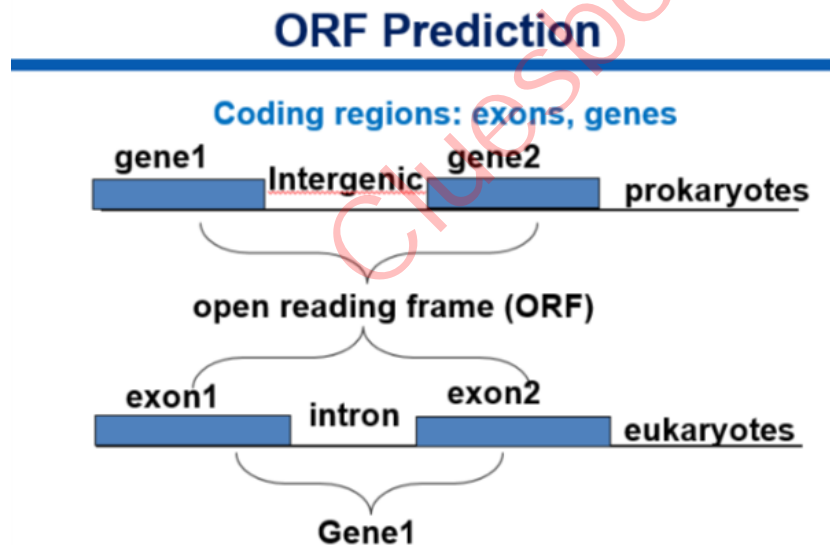 ORF Prediction
Coding regions: exons, genes
gene1 Intergenic gene2 prokaryotes
open reading frame (ORF)
exon1 intron exon2 eukaryotes
Gene1